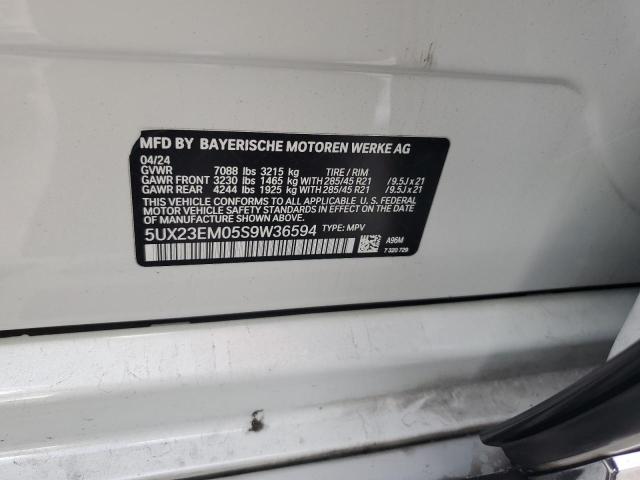 MFD BY BAYERISCHE MOTOREN WERKE AG
04/24
GVWR 7088 lbs 3215 kg TIRE / RIM
GAWR FRONT 3230 lbs 1465 kg WITH 285/45 R21 /9.5J x 21
GAWR REAR 4244 lbs 1925 kg WITH 285/45 R21 /9.5J x 21
THIS VEHICLE CONFORMS TO ALL APPLICABLE U.S. FEDERAL
MOTOR VEHICLE SAFETY STANDARDS IN EFFECT ON THE DATE
OF MANUFACTURE SHOWN ABOVE.
5UX23EM05S9W36594 TYPE: MPV
A96M
7 320 729